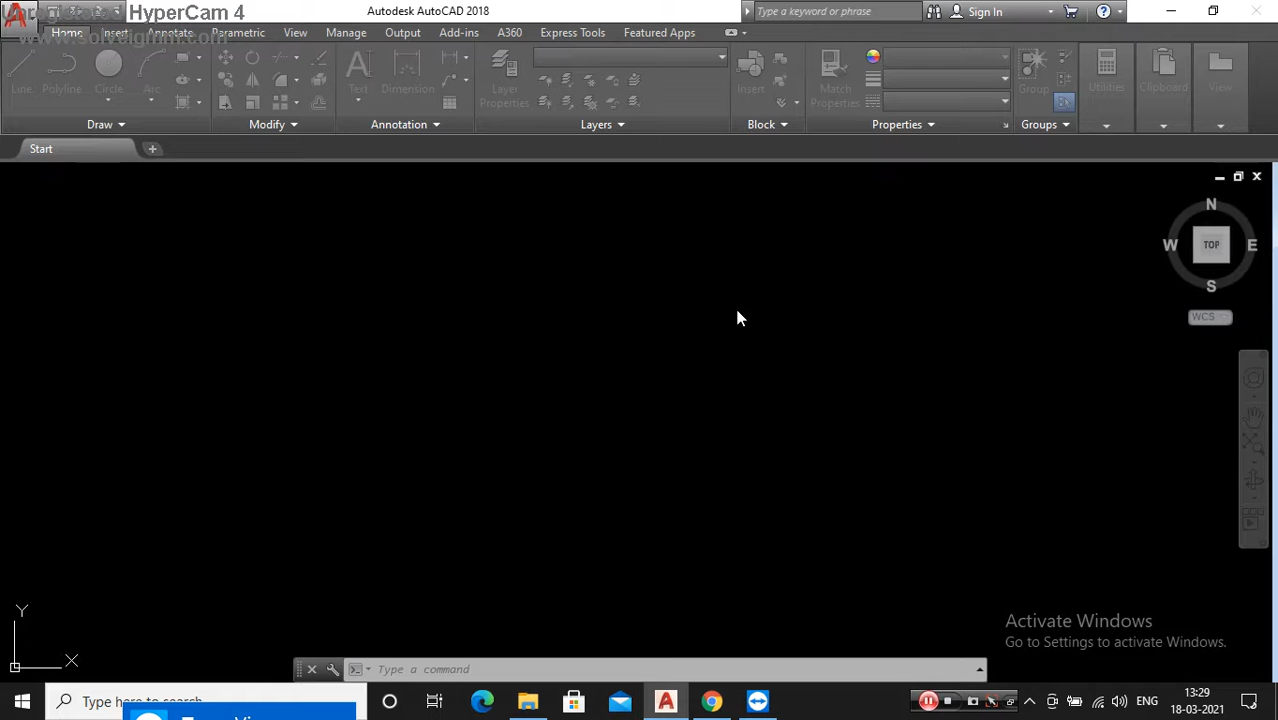 HyperCam 4
www.solveigmm.com
Autodesk AutoCAD 2018
Type a keyword or phrase
Sign In
Home Insert Annotate Parametric View Manage Output Add-ins A360 Express Tools Featured Apps
Line Polyline Circle Arc
Text Dimension
Layer Properties
Insert
Match Properties
Group
Utilities
Clipboard
View
Draw Modify Annotation Layers Block Properties Groups
Start
N
W TOP E
S
WCS
Y
X
Type a command
Activate Windows
Go to Settings to activate Windows.
Type here to search
ENG
13:29
18-03-2021